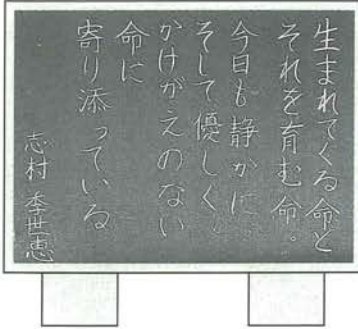 生まれてくる命と
それを育む命。
今日も静かに
そして優しく、
かけがえのない
命に
寄り添っている
志村 季世恵